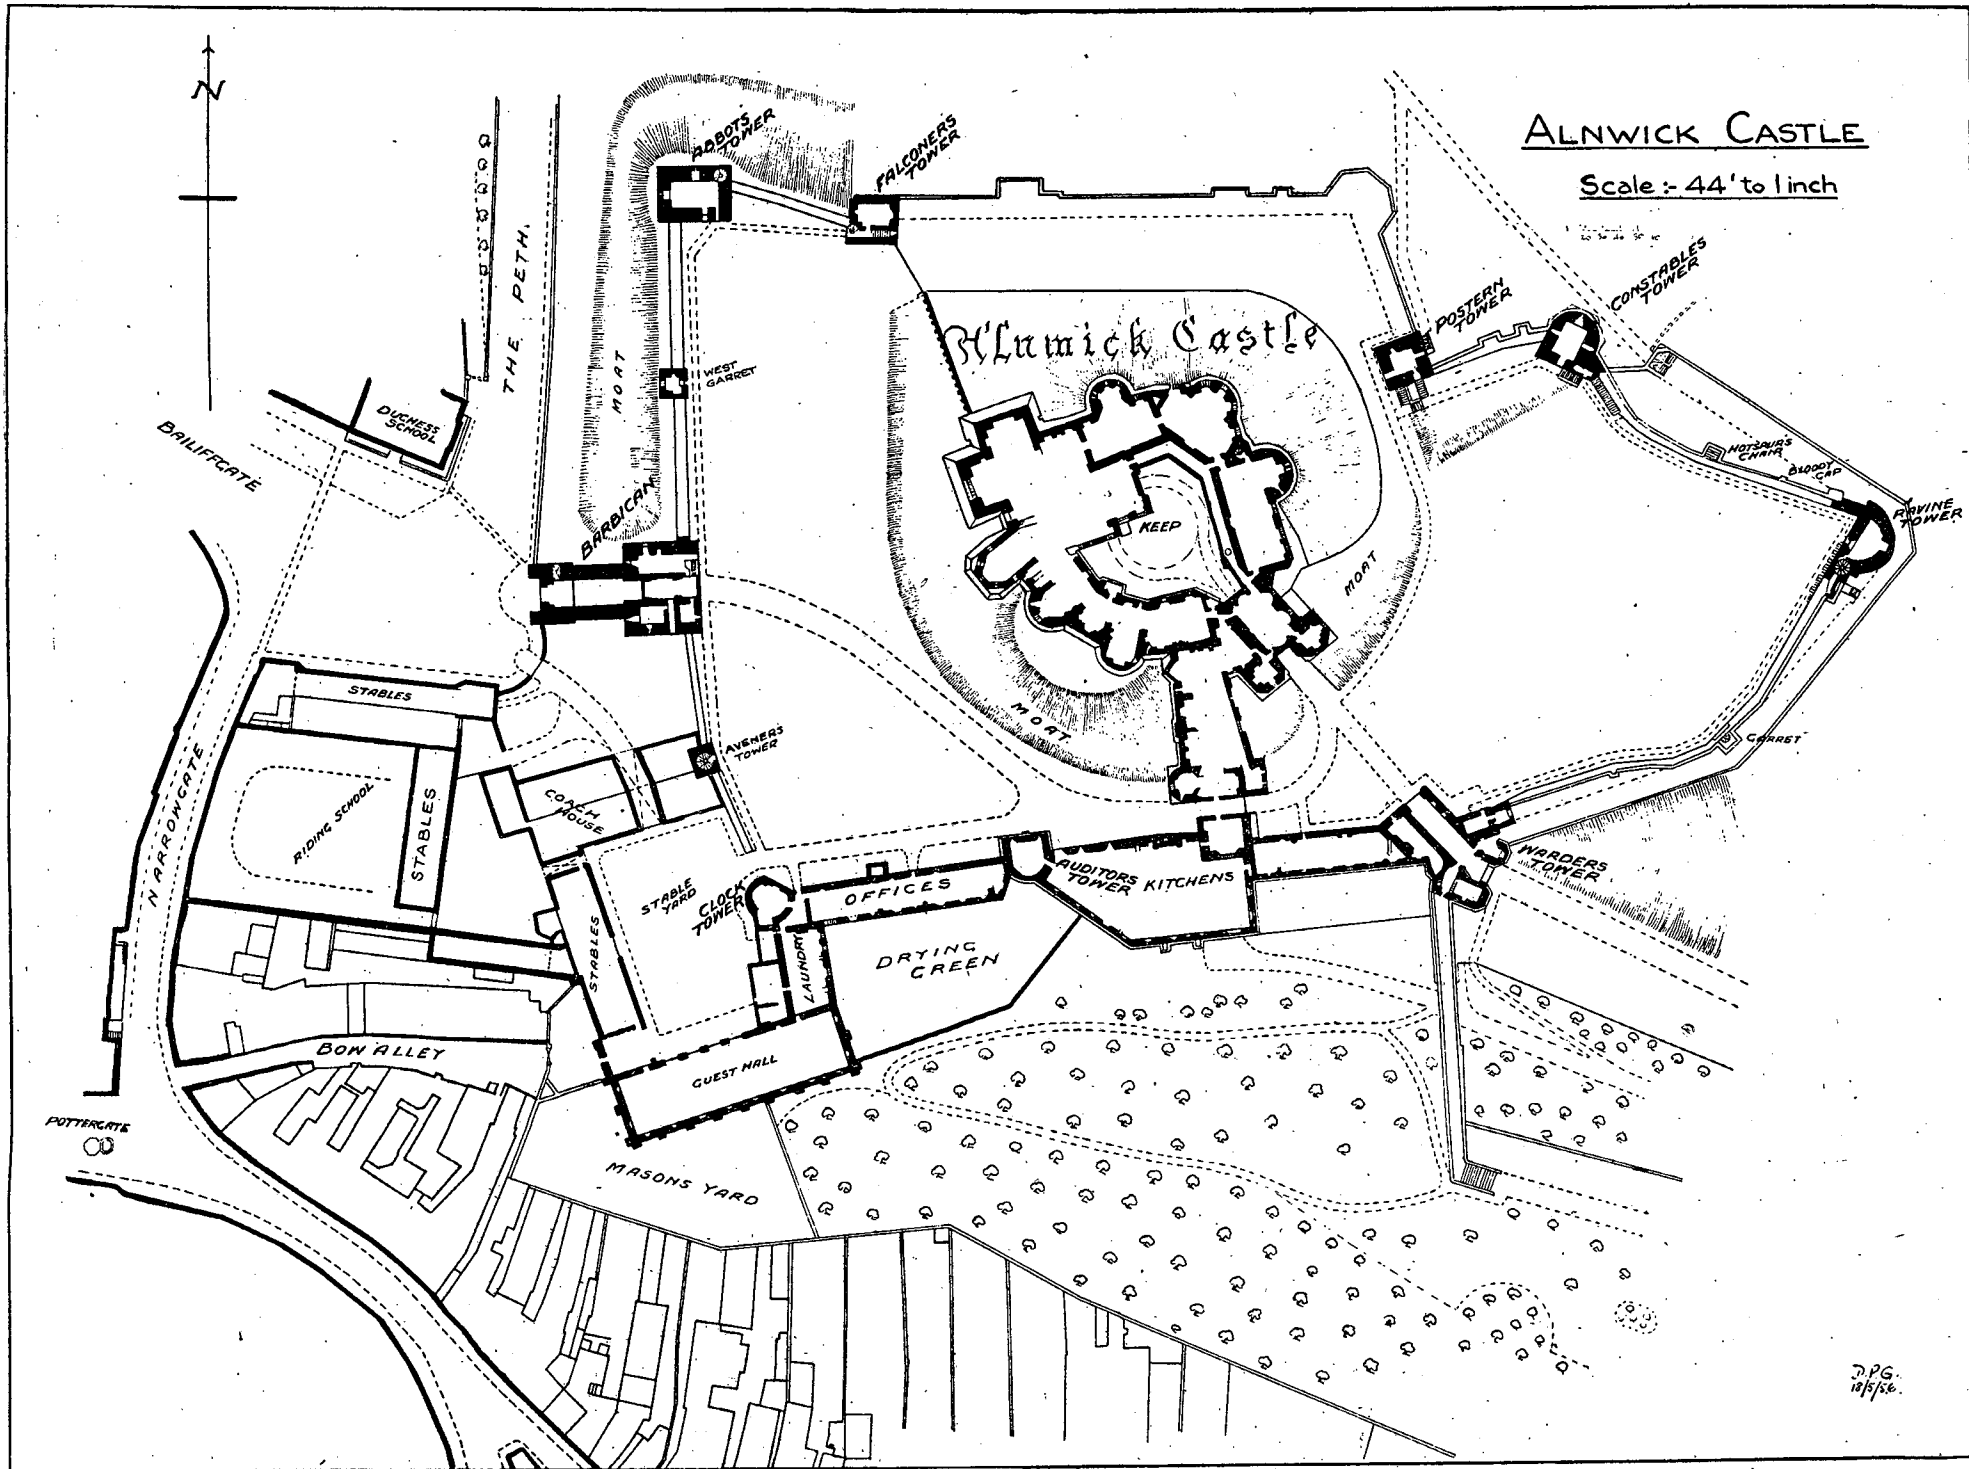 N
ALNWICK CASTLE
Scale :- 44' to 1 inch
ABBOTS
TOWER
FALCONERS
TOWER
THE PETH.
MOAT
WEST
GARRET
Alnwick Castle
POSTERN
TOWER
CONSTABLES
TOWER
HOTSPUR'S
CHAIR
BLOODY
GAP
RAVINE
TOWER
DUCHESS
SCHOOL
BAILIFFGATE
BARBICAN
KEEP
MOAT
MOAT
GARRET
STABLES
NARROWGATE
RIDING SCHOOL
STABLES
COACH
HOUSE
AVENERS
TOWER
STABLE
YARD
CLOCK
TOWER
OFFICES
AUDITORS
TOWER
KITCHENS
WARDERS
TOWER
STABLES
LAUNDRY
DRYING
GREEN
BOW ALLEY
GUEST HALL
POTTERGATE
MASONS YARD
D.P.G.
18/5/56.